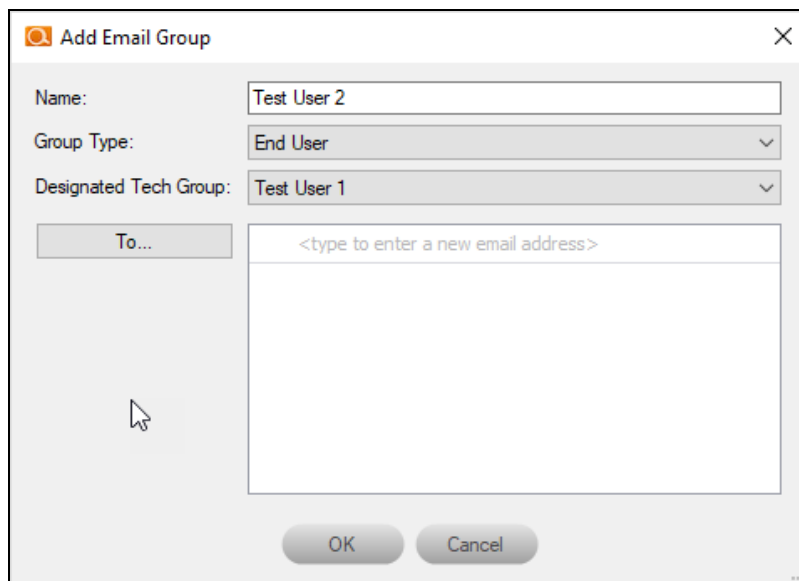 Add Email Group
Name: Test User 2
Group Type: End User
Designated Tech Group: Test User 1
To... <type to enter a new email address>
OK Cancel